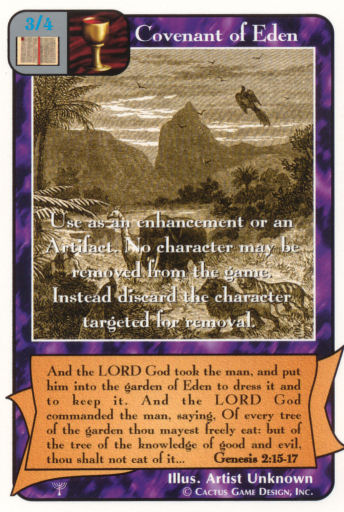 3/4
Covenant of Eden
Use as an enhancement or an
Artifact. No character may be
removed from the game.
Instead discard the character
targeted for removal.
And the LORD God took the man, and put
him into the garden of Eden to dress it and
to keep it. And the LORD God
commanded the man, saying, Of every tree
of the garden thou mayest freely eat: but of
the tree of the knowledge of good and evil,
thou shalt not eat of it... Genesis 2:15-17
Illus. Artist Unknown
© CACTUS GAME DESIGN, INC.